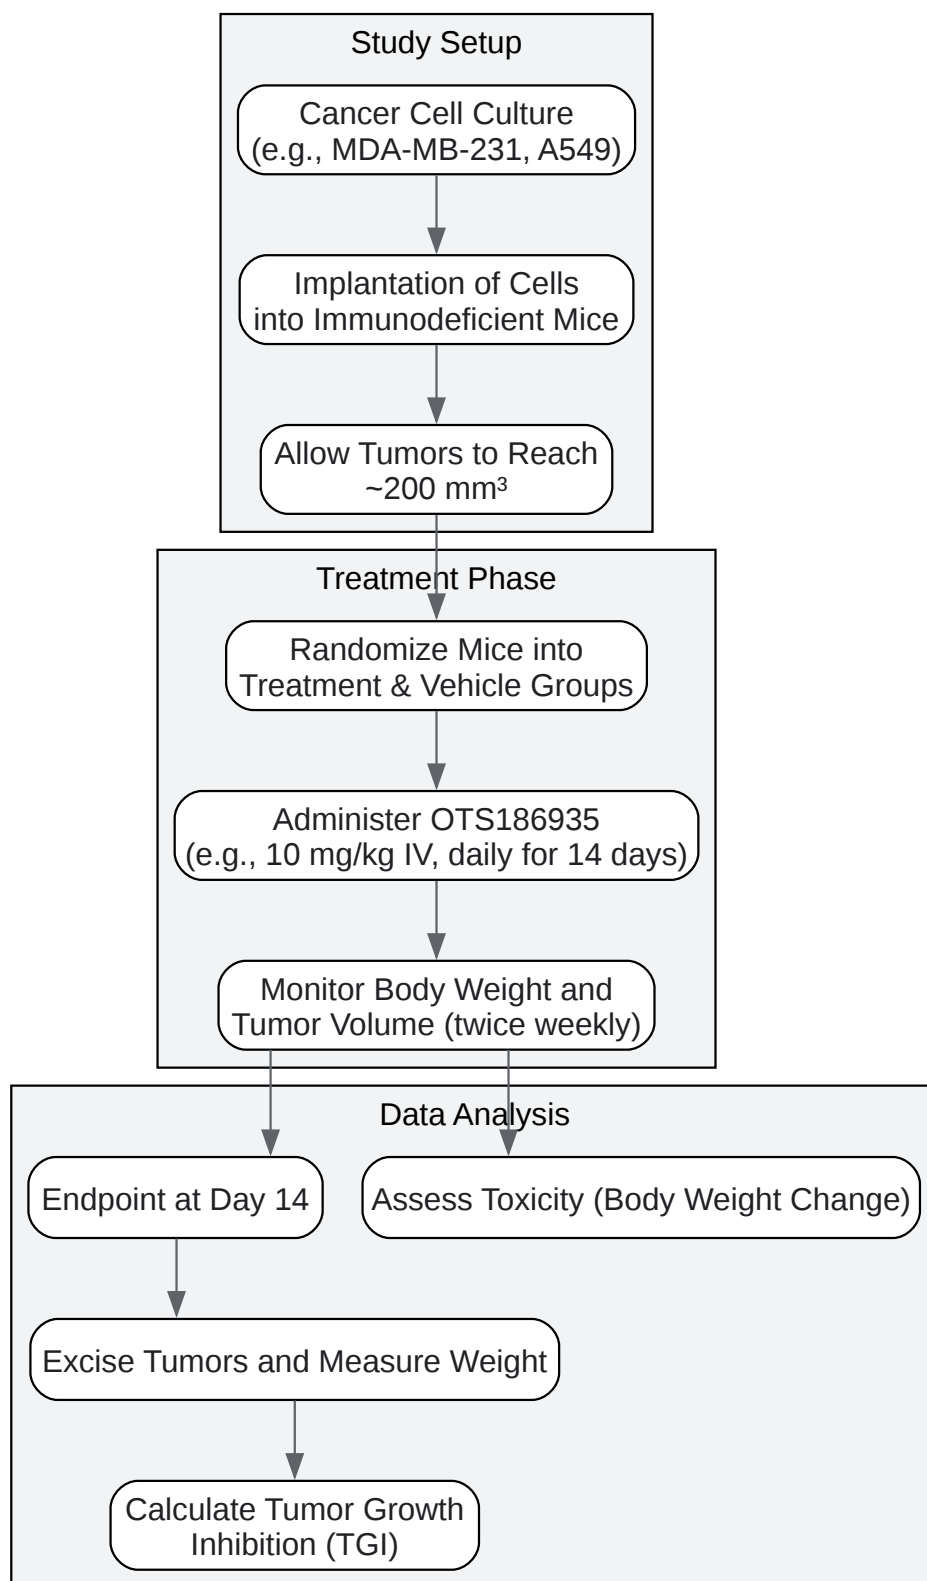 Study Setup
Cancer Cell Culture
(e.g., MDA-MB-231, A549)
Implantation of Cells
into Immunodeficient Mice
Allow Tumors to Reach
~200 mm³
Treatment Phase
Randomize Mice into
Treatment & Vehicle Groups
Administer OTS186935
(e.g., 10 mg/kg IV, daily for 14 days)
Monitor Body Weight and
Tumor Volume (twice weekly)
Data Analysis
Endpoint at Day 14
Assess Toxicity (Body Weight Change)
Excise Tumors and Measure Weight
Calculate Tumor Growth
Inhibition (TGI)